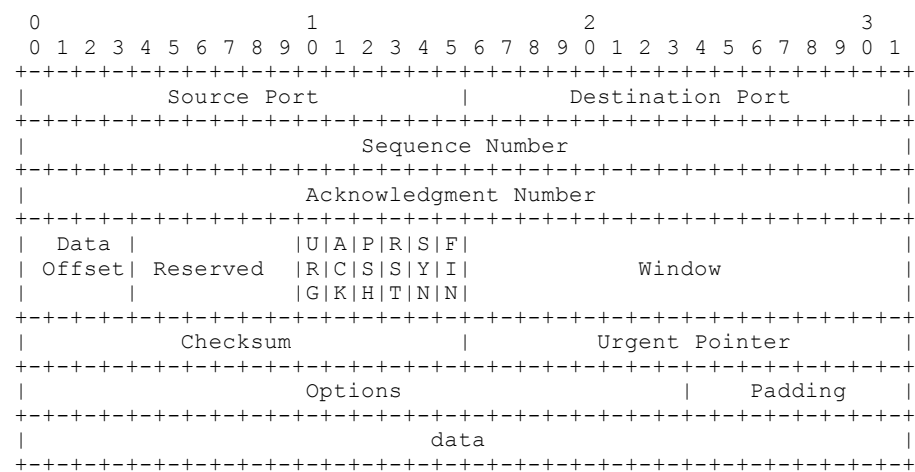 0                   1                   2                   3
 0 1 2 3 4 5 6 7 8 9 0 1 2 3 4 5 6 7 8 9 0 1 2 3 4 5 6 7 8 9 0 1
+-+-+-+-+-+-+-+-+-+-+-+-+-+-+-+-+-+-+-+-+-+-+-+-+-+-+-+-+-+-+-+-+
|          Source Port          |       Destination Port        |
+-+-+-+-+-+-+-+-+-+-+-+-+-+-+-+-+-+-+-+-+-+-+-+-+-+-+-+-+-+-+-+-+
|                        Sequence Number                        |
+-+-+-+-+-+-+-+-+-+-+-+-+-+-+-+-+-+-+-+-+-+-+-+-+-+-+-+-+-+-+-+-+
|                    Acknowledgment Number                      |
+-+-+-+-+-+-+-+-+-+-+-+-+-+-+-+-+-+-+-+-+-+-+-+-+-+-+-+-+-+-+-+-+
|  Data |           |U|A|P|R|S|F|                               |
| Offset| Reserved  |R|C|S|S|Y|I|            Window             |
|       |           |G|K|H|T|N|N|                               |
+-+-+-+-+-+-+-+-+-+-+-+-+-+-+-+-+-+-+-+-+-+-+-+-+-+-+-+-+-+-+-+-+
|           Checksum            |         Urgent Pointer        |
+-+-+-+-+-+-+-+-+-+-+-+-+-+-+-+-+-+-+-+-+-+-+-+-+-+-+-+-+-+-+-+-+
|                    Options                    |    Padding    |
+-+-+-+-+-+-+-+-+-+-+-+-+-+-+-+-+-+-+-+-+-+-+-+-+-+-+-+-+-+-+-+-+
|                             data                              |
+-+-+-+-+-+-+-+-+-+-+-+-+-+-+-+-+-+-+-+-+-+-+-+-+-+-+-+-+-+-+-+-+